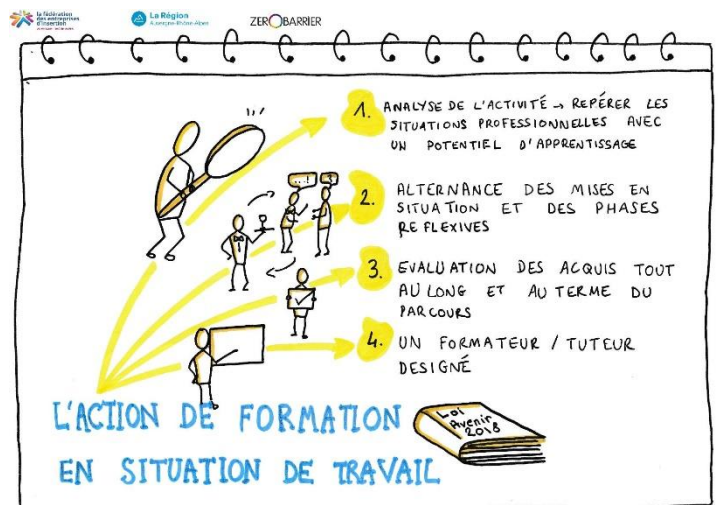 la fédération
des entreprises
d'insertion
La Région
Auvergne-Rhône-Alpes
ZEROBARRIER
1. ANALYSE DE L'ACTIVITÉ → REPÉRER LES
SITUATIONS PROFESSIONNELLES AVEC
UN POTENTIEL D'APPRENTISSAGE
...! ?
2. ALTERNANCE DES MISES EN
SITUATION ET DES PHASES
REFLEXIVES
3. EVALUATION DES ACQUIS TOUT
AU LONG ET AU TERME DU
PARCOURS
4. UN FORMATEUR / TUTEUR
DESIGNÉ
L'ACTION DE FORMATION
EN SITUATION DE TRAVAIL
Loi
Avenir
2018